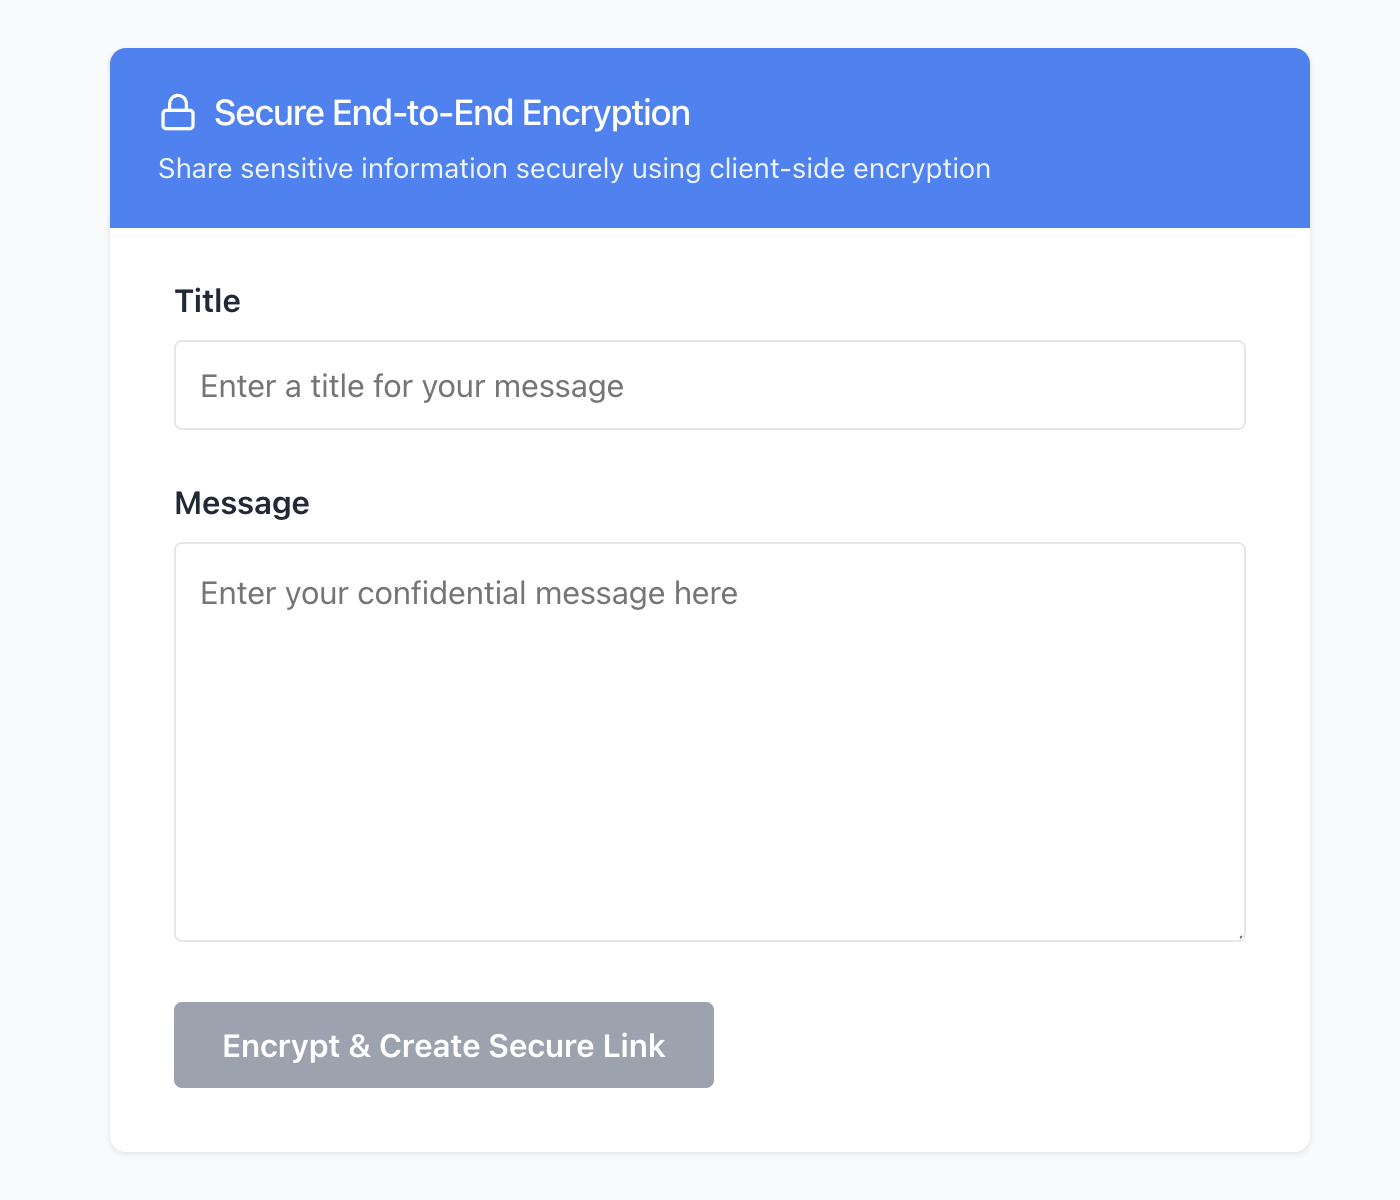 Secure End-to-End Encryption
Share sensitive information securely using client-side encryption
Title
Enter a title for your message
Message
Enter your confidential message here
Encrypt & Create Secure Link